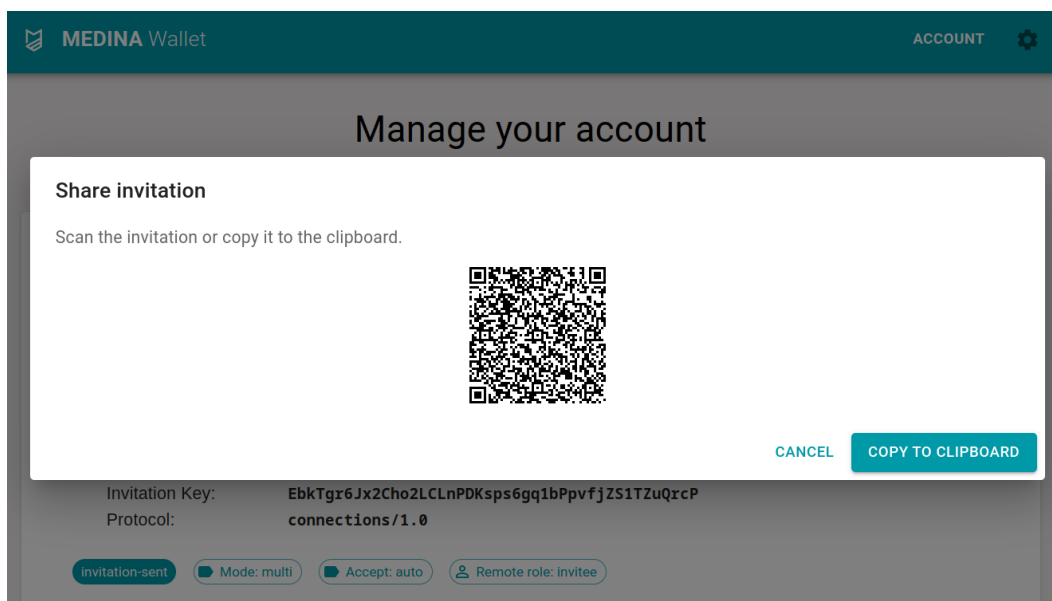 MEDINA Wallet
ACCOUNT
Manage your account
Share invitation
Scan the invitation or copy it to the clipboard.
CANCEL
COPY TO CLIPBOARD
Invitation Key: EbkTgr6Jx2Cho2LCLnPDKsps6gq1bPpvfjZS1TZuQrcP
Protocol: connections/1.0
invitation-sent Mode: multi Accept: auto Remote role: invitee